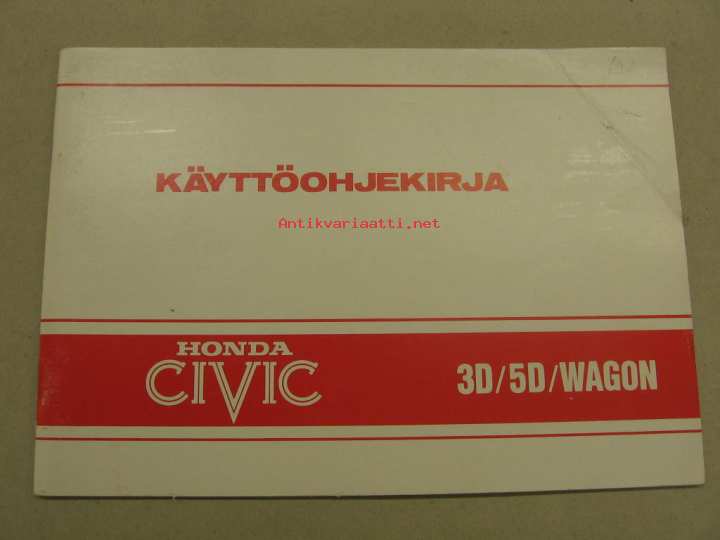 KÄYTTÖOHJEKIRJA
Antikvariaatti.net
HONDA
CIVIC
3D/5D/WAGON